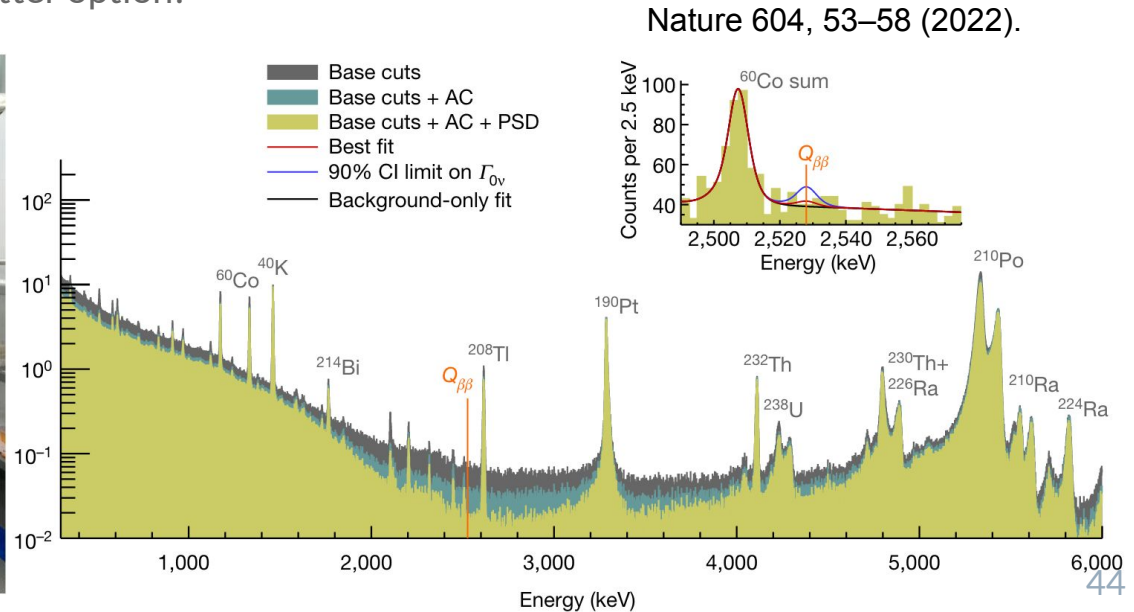 Nature 604, 53–58 (2022).
Base cuts
Base cuts + AC
Base cuts + AC + PSD
Best fit
90% CI limit on Γ0ν
Background-only fit
Counts per 2.5 keV
100
80
60
40
60Co sum
Qββ
2,500 2,520 2,540 2,560
Energy (keV)
10²
10¹
10⁰
10⁻¹
10⁻²
60Co
40K
214Bi
Qββ
208Tl
190Pt
232Th
238U
230Th+
226Ra
210Po
210Ra
224Ra
1,000 2,000 3,000 4,000 5,000 6,000
Energy (keV)
44